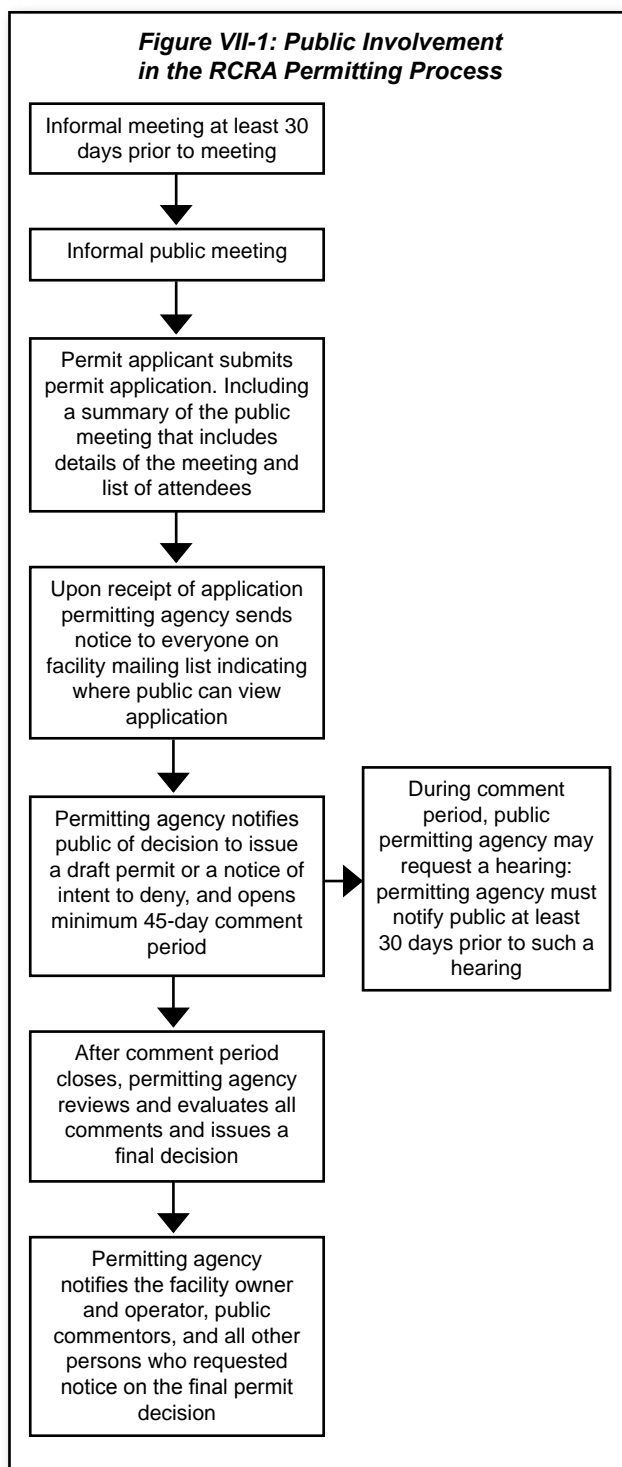 Figure VII-1: Public Involvement
in the RCRA Permitting Process
Informal meeting at least 30
days prior to meeting
Informal public meeting
Permit applicant submits
permit application. Including
a summary of the public
meeting that includes
details of the meeting and
list of attendees
Upon receipt of application
permitting agency sends
notice to everyone on
facility mailing list indicating
where public can view
application
Permitting agency notifies
public of decision to issue
a draft permit or a notice of
intent to deny, and opens
minimum 45-day comment
period
During comment
period, public
permitting agency may
request a hearing:
permitting agency must
notify public at least
30 days prior to such a
hearing
After comment period
closes, permitting agency
reviews and evaluates all
comments and issues a
final decision
Permitting agency
notifies the facility owner
and operator, public
commentors, and all other
persons who requested
notice on the final permit
decision